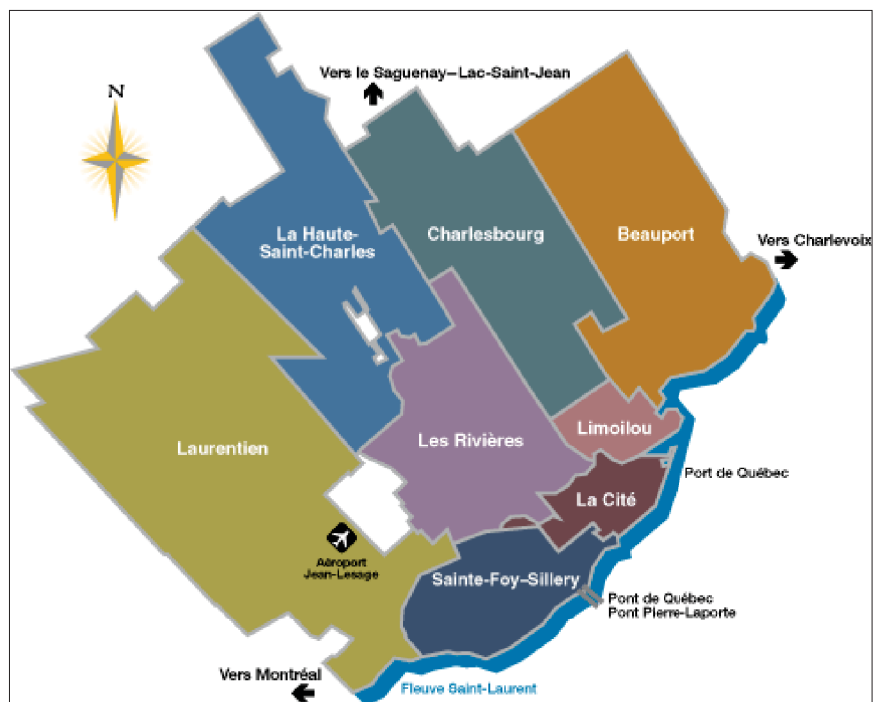 N
Vers le Saguenay–Lac-Saint-Jean
La Haute-
Saint-Charles
Charlesbourg
Beauport
Vers Charlevoix
Laurentien
Les Rivières
Limoilou
Port de Québec
La Cité
Aéroport
Jean-Lesage
Sainte-Foy–Sillery
Pont de Québec
Pont Pierre-Laporte
Vers Montréal
Fleuve Saint-Laurent